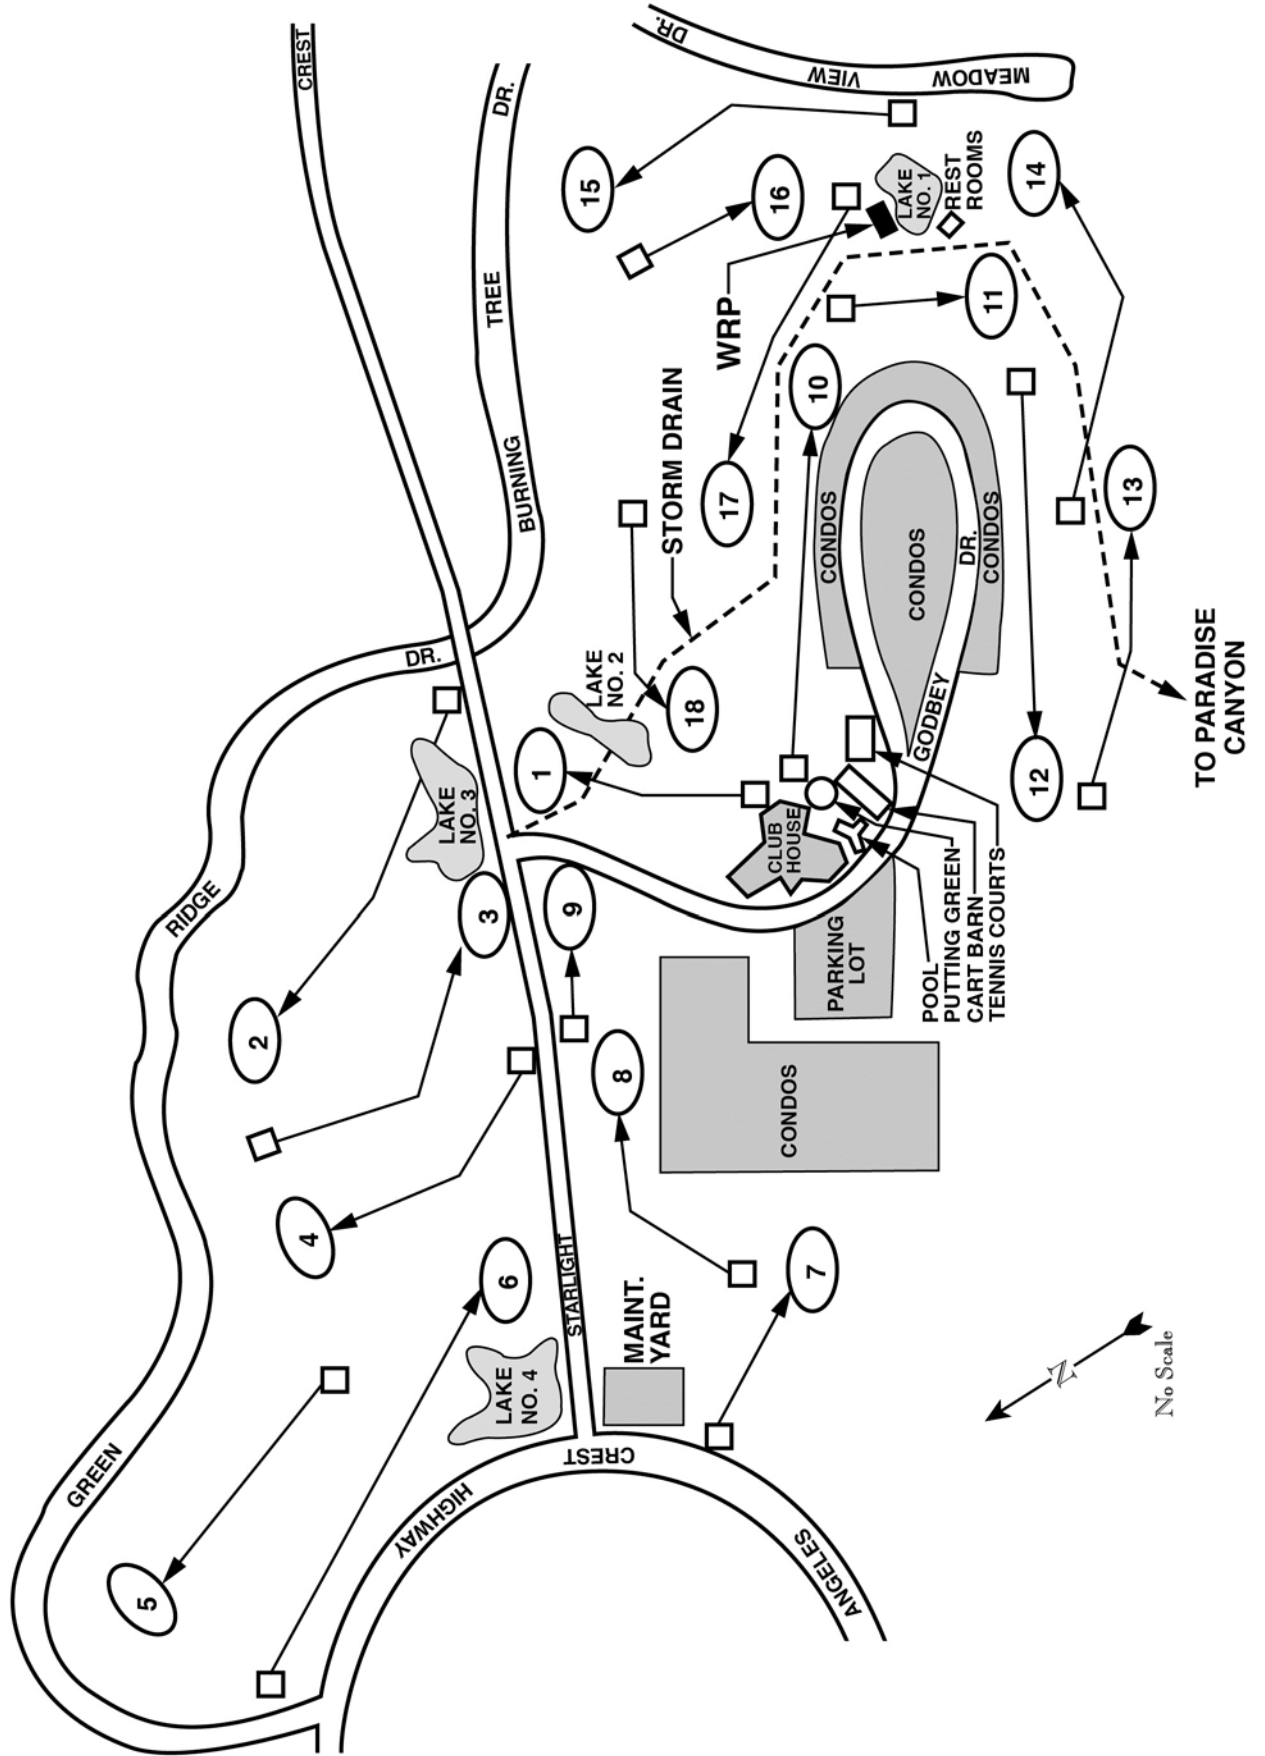 CREST
DR.
TREE
BURNING
DR.
VIEW
MEADOW
15
16
LAKE
NO. 1
REST
ROOMS
14
WRP
11
STORM DRAIN
10
17
13
CONDOS
CONDOS
DR.
CONDOS
DR.
LAKE
NO. 2
18
GODBEY
TO PARADISE
CANYON
12
1
LAKE
NO. 3
CLUB
HOUSE
RIDGE
3
9
PARKING
LOT
POOL
PUTTING GREEN
CART BARN
TENNIS COURTS
2
8
CONDOS
4
6
7
STARLIGHT
MAINT.
YARD
LAKE
NO. 4
GREEN
HIGHWAY
CREST
ANGELES
5
N
No Scale